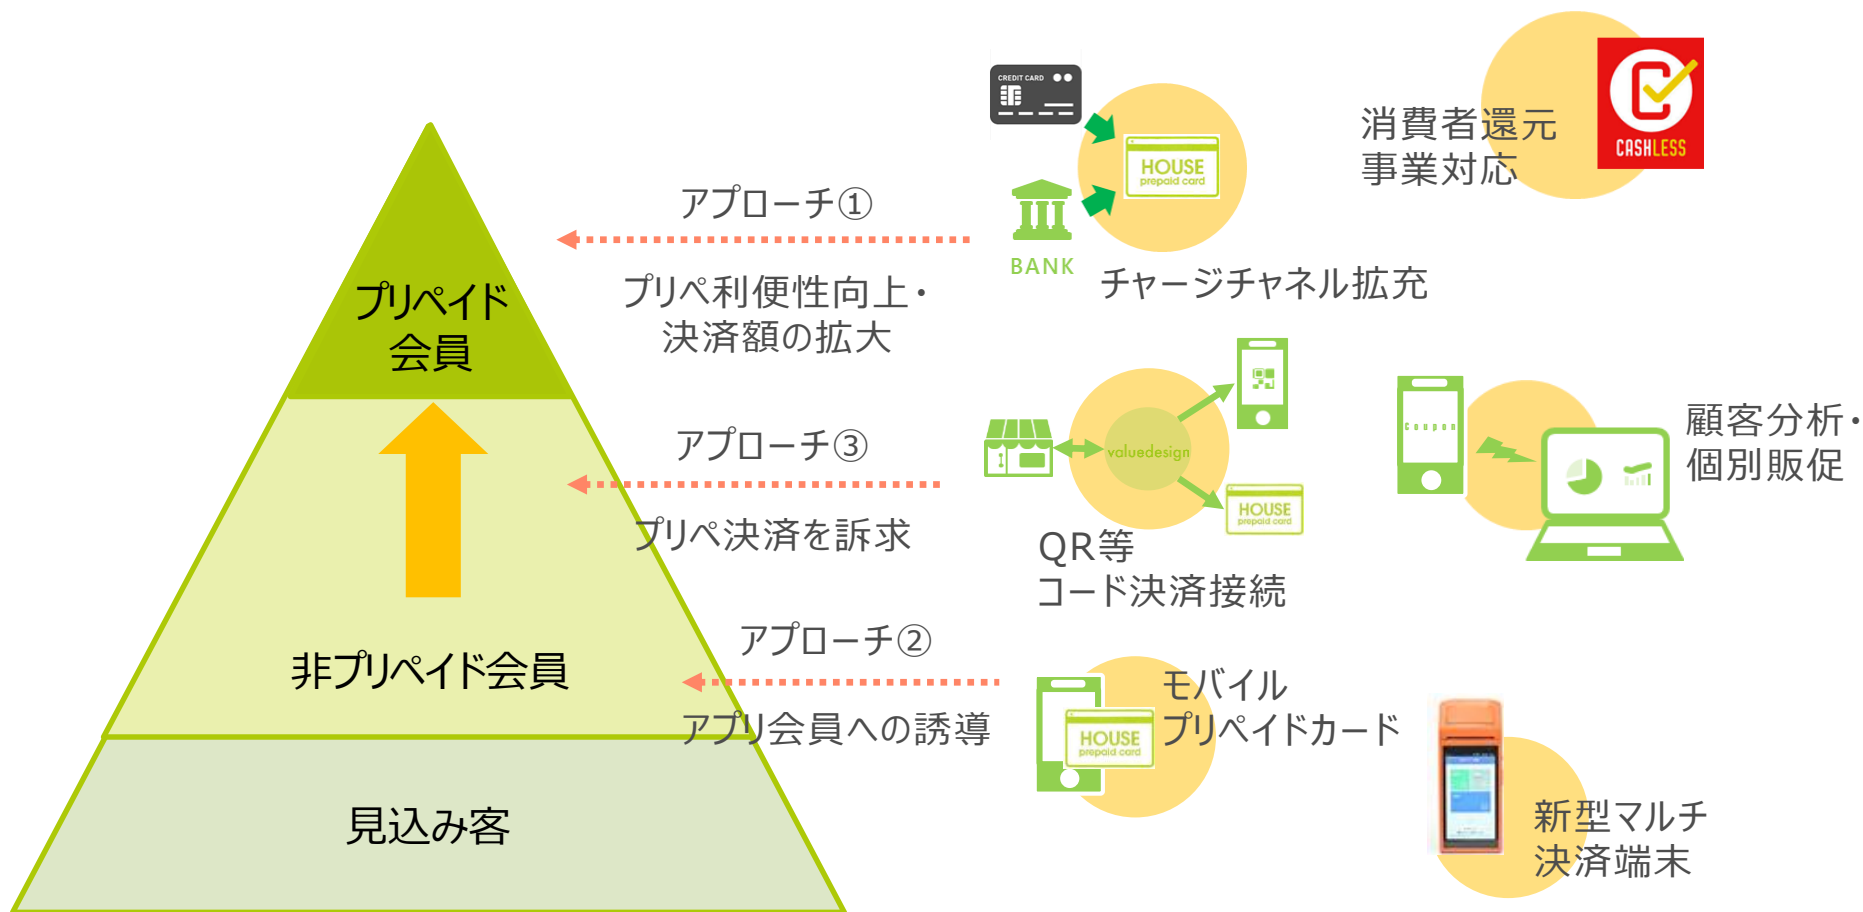 プリペイド
会員
非プリペイド会員
見込み客
アプローチ①
プリペ利便性向上・
決済額の拡大
アプローチ③
プリペ決済を訴求
アプローチ②
アプリ会員への誘導
CREDIT CARD
BANK
HOUSE
prepaid card
チャージチャネル拡充
消費者還元
事業対応
CASHLESS
valuedesign
HOUSE
prepaid card
QR等
コード決済接続
Coupon
顧客分析・
個別販促
HOUSE
prepaid card
モバイル
プリペイドカード
新型マルチ
決済端末